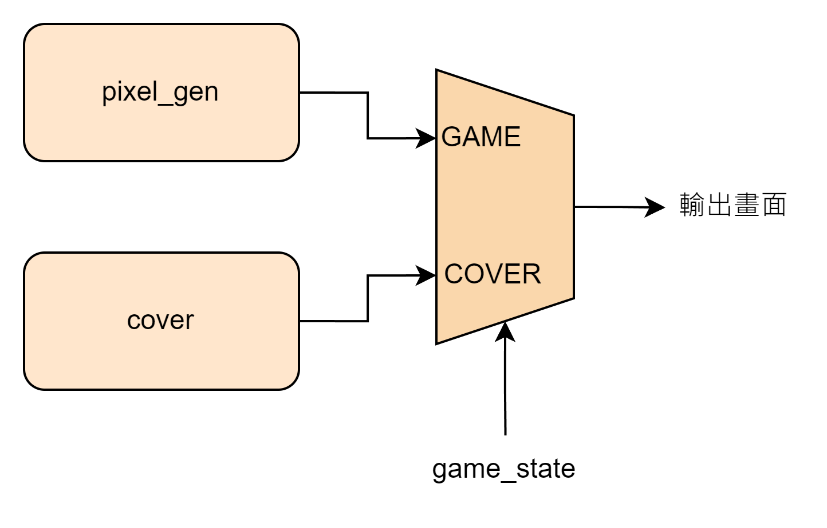 pixel_gen
GAME
輸出畫面
COVER
cover
game_state